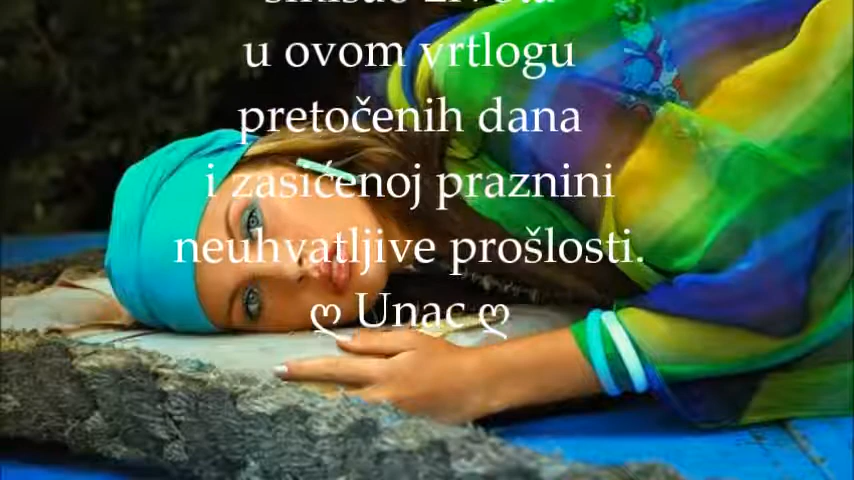 u ovom vrtlogu
pretočenih dana
i zasićenoj praznini
neuhvatljive prošlosti.
ღ Unac ღ